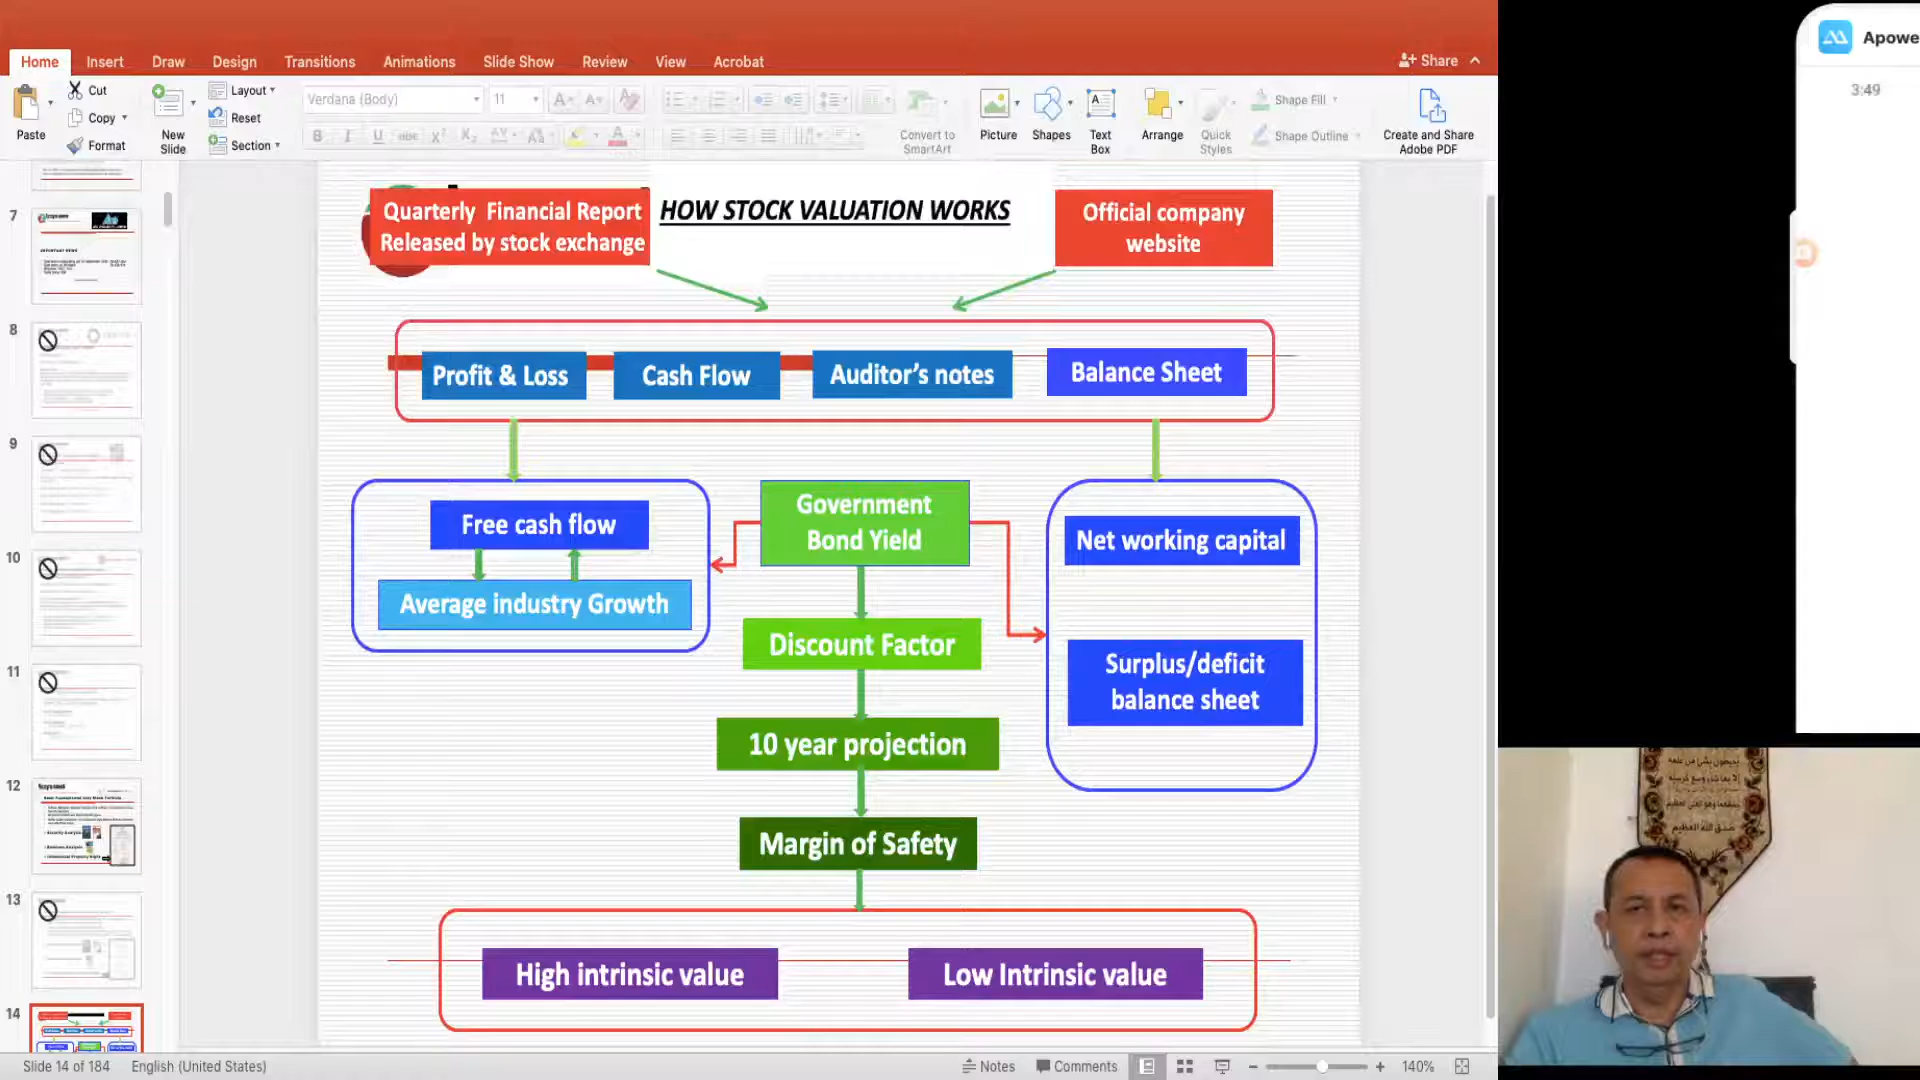 Home Insert Draw Design Transitions Animations Slide Show Review View Acrobat Share
Paste
Cut
Copy
Format
New
Slide
Layout
Reset
Section
Verdana (Body) 11
Convert to
SmartArt
Picture
Shapes
Text
Box
Arrange
Quick
Styles
Shape Fill
Shape Outline
Create and Share
Adobe PDF
Apowe
3:49
7
8
9
10
11
12
13
14
Quarterly Financial Report
Released by stock exchange
HOW STOCK VALUATION WORKS
Official company
website
Profit & Loss
Cash Flow
Auditor's notes
Balance Sheet
Free cash flow
Average industry Growth
Government
Bond Yield
Net working capital
Discount Factor
Surplus/deficit
balance sheet
10 year projection
Margin of Safety
High intrinsic value
Low Intrinsic value
Slide 14 of 184 English (United States) Notes Comments 140%
صدق الله العظيم